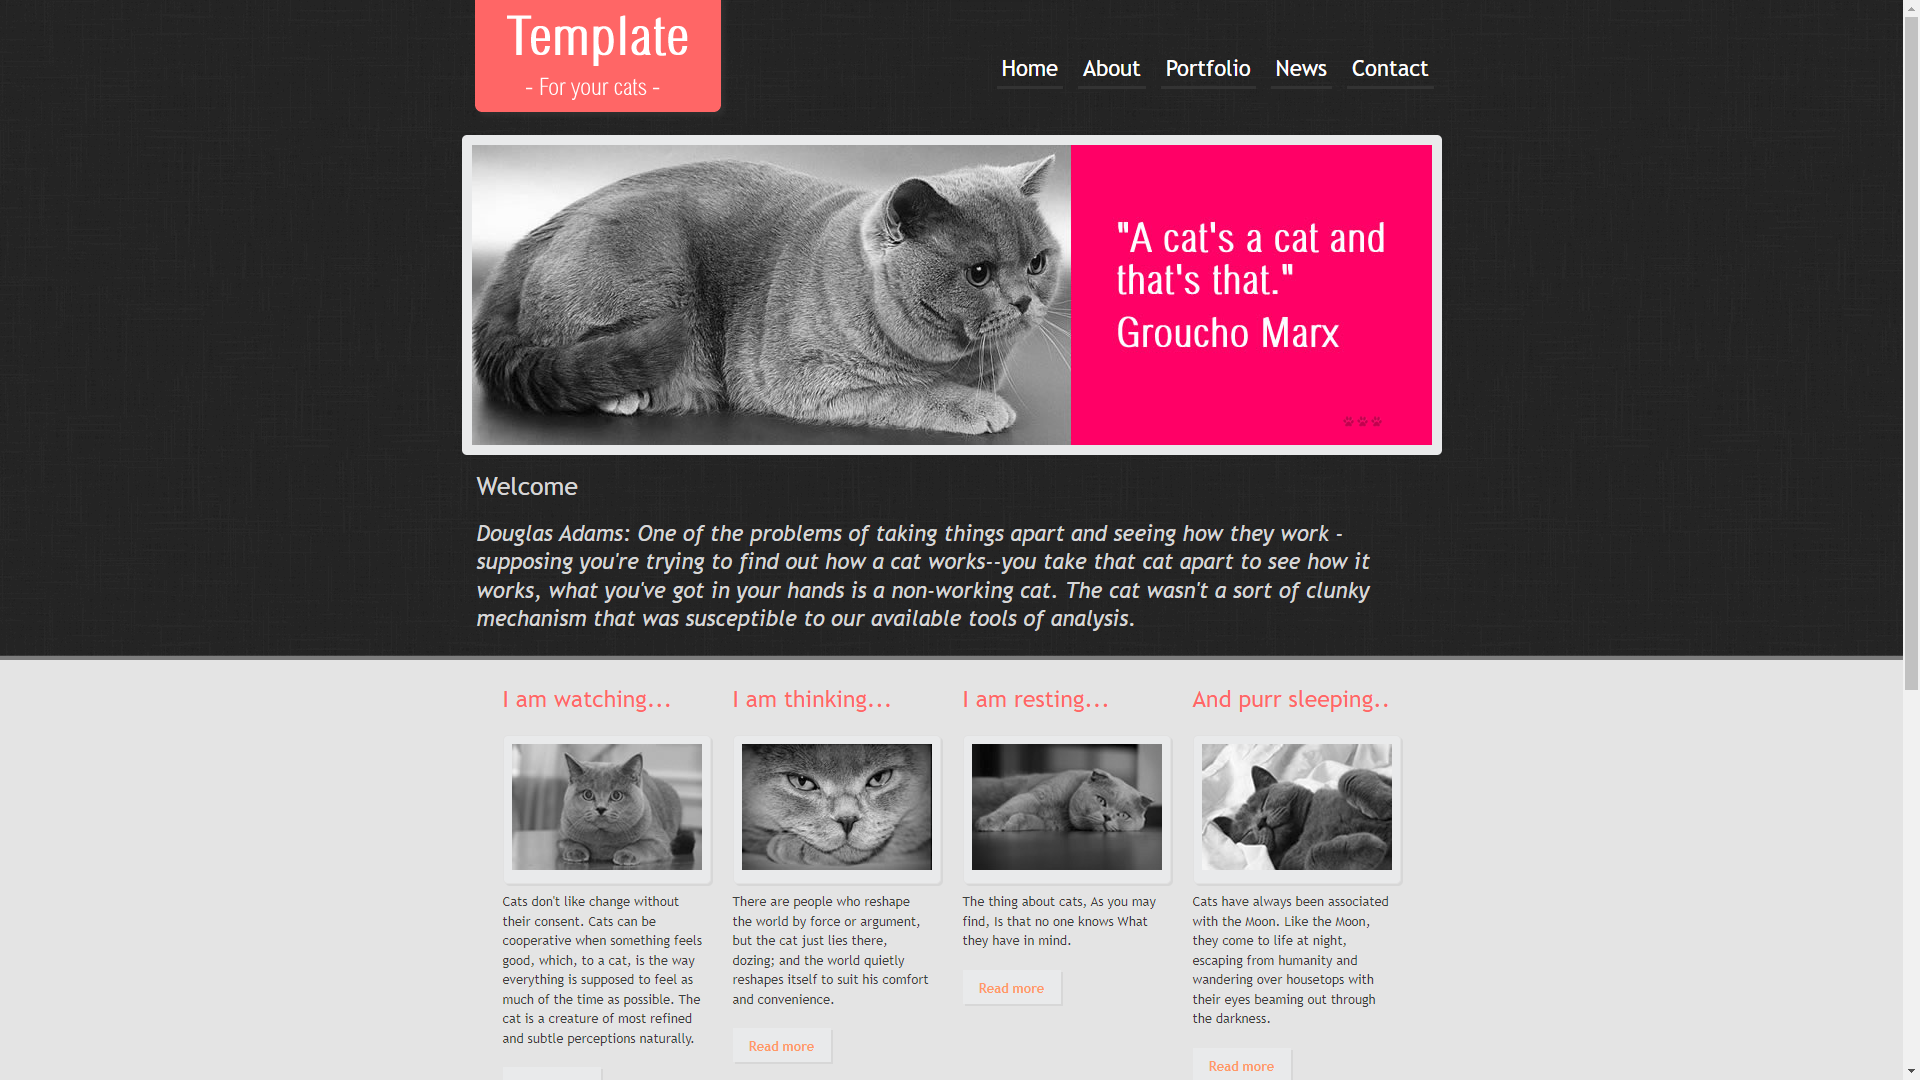 Template
- For your cats -
Home
About
Portfolio
News
Contact
"A cat's a cat and
that's that."
Groucho Marx
Welcome
Douglas Adams: One of the problems of taking things apart and seeing how they work -
supposing you're trying to find out how a cat works--you take that cat apart to see how it
works, what you've got in your hands is a non-working cat. The cat wasn't a sort of clunky
mechanism that was susceptible to our available tools of analysis.
I am watching...
Cats don't like change without
their consent. Cats can be
cooperative when something feels
good, which, to a cat, is the way
everything is supposed to feel as
much of the time as possible. The
cat is a creature of most refined
and subtle perceptions naturally.
I am thinking...
There are people who reshape
the world by force or argument,
but the cat just lies there,
dozing; and the world quietly
reshapes itself to suit his comfort
and convenience.
Read more
I am resting...
The thing about cats, As you may
find, Is that no one knows What
they have in mind.
Read more
And purr sleeping..
Cats have always been associated
with the Moon. Like the Moon,
they come to life at night,
escaping from humanity and
wandering over housetops with
their eyes beaming out through
the darkness.
Read more